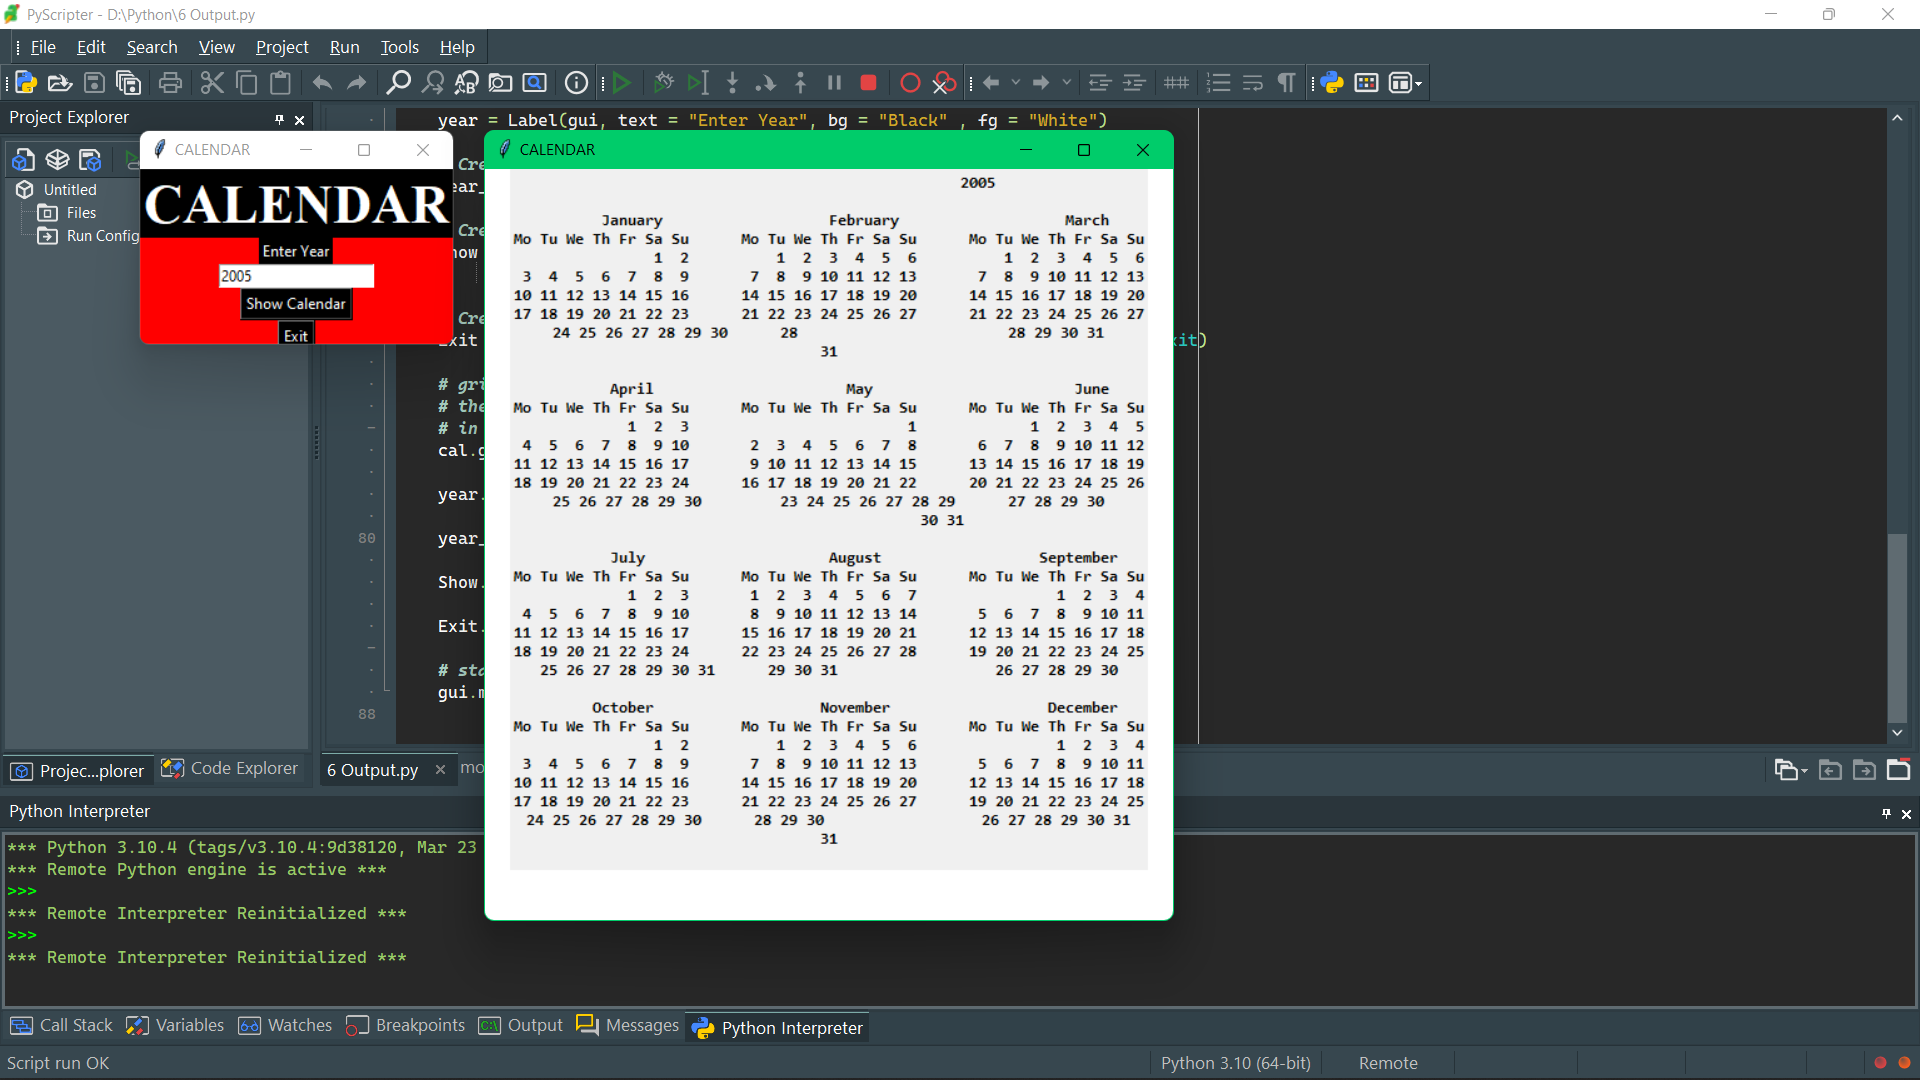 PyScripter - D:\Python\6 Output.py
File Edit Search View Project Run Tools Help
Project Explorer
Untitled
Files
Run Config
year = Label(gui, text = "Enter Year", bg = "Black" , fg = "White")
# gri
# the
# in
cal.g
year.
80
year_
Show.
Exit.
# sta
gui.m
88
CALENDAR
CALENDAR
Enter Year
2005
Show Calendar
Exit
CALENDAR
2005
January February March
Mo Tu We Th Fr Sa Su Mo Tu We Th Fr Sa Su Mo Tu We Th Fr Sa Su
1 2 1 2 3 4 5 6 1 2 3 4 5 6
3 4 5 6 7 8 9 7 8 9 10 11 12 13 7 8 9 10 11 12 13
10 11 12 13 14 15 16 14 15 16 17 18 19 20 14 15 16 17 18 19 20
17 18 19 20 21 22 23 21 22 23 24 25 26 27 21 22 23 24 25 26 27
24 25 26 27 28 29 30 28 28 29 30 31
31
April May June
Mo Tu We Th Fr Sa Su Mo Tu We Th Fr Sa Su Mo Tu We Th Fr Sa Su
1 2 3 1 1 2 3 4 5
4 5 6 7 8 9 10 2 3 4 5 6 7 8 6 7 8 9 10 11 12
11 12 13 14 15 16 17 9 10 11 12 13 14 15 13 14 15 16 17 18 19
18 19 20 21 22 23 24 16 17 18 19 20 21 22 20 21 22 23 24 25 26
25 26 27 28 29 30 23 24 25 26 27 28 29 27 28 29 30
30 31
July August September
Mo Tu We Th Fr Sa Su Mo Tu We Th Fr Sa Su Mo Tu We Th Fr Sa Su
1 2 3 1 2 3 4 5 6 7 1 2 3 4
4 5 6 7 8 9 10 8 9 10 11 12 13 14 5 6 7 8 9 10 11
11 12 13 14 15 16 17 15 16 17 18 19 20 21 12 13 14 15 16 17 18
18 19 20 21 22 23 24 22 23 24 25 26 27 28 19 20 21 22 23 24 25
25 26 27 28 29 30 31 29 30 31 26 27 28 29 30
October November December
Mo Tu We Th Fr Sa Su Mo Tu We Th Fr Sa Su Mo Tu We Th Fr Sa Su
1 2 1 2 3 4 5 6 1 2 3 4
3 4 5 6 7 8 9 7 8 9 10 11 12 13 5 6 7 8 9 10 11
10 11 12 13 14 15 16 14 15 16 17 18 19 20 12 13 14 15 16 17 18
17 18 19 20 21 22 23 21 22 23 24 25 26 27 19 20 21 22 23 24 25
24 25 26 27 28 29 30 28 29 30 26 27 28 29 30 31
31
Projec...plorer Code Explorer 6 Output.py mo
Python Interpreter
*** Python 3.10.4 (tags/v3.10.4:9d38120, Mar 23
*** Remote Python engine is active ***
>>>
*** Remote Interpreter Reinitialized ***
>>>
*** Remote Interpreter Reinitialized ***
Call Stack Variables Watches Breakpoints Output Messages Python Interpreter
Script run OK Python 3.10 (64-bit) Remote